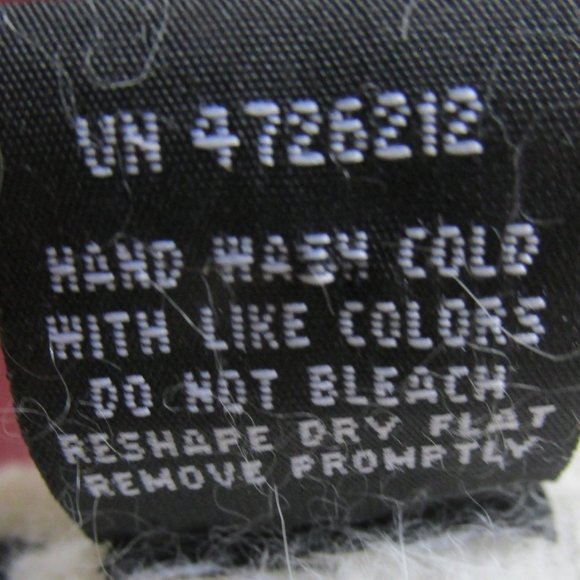 VN 4726212
HAND WASH COLD
WITH LIKE COLORS
DO NOT BLEACH
RESHAPE DRY FLAT
REMOVE PROMPTLY